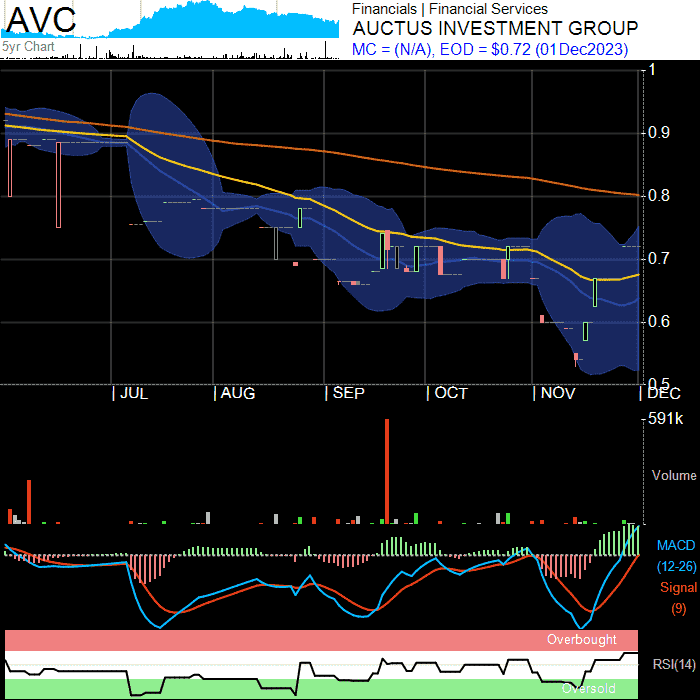 AVC
5yr Chart
Financials | Financial Services
AUCTUS INVESTMENT GROUP
MC = (N/A), EOD = $0.72 (01Dec2023)
1
0.9
0.8
0.7
0.6
0.5
| JUL | AUG | SEP | OCT | NOV | DEC
591k
Volume
MACD
(12-26)
Signal
(9)
Overbought
RSI(14)
Oversold